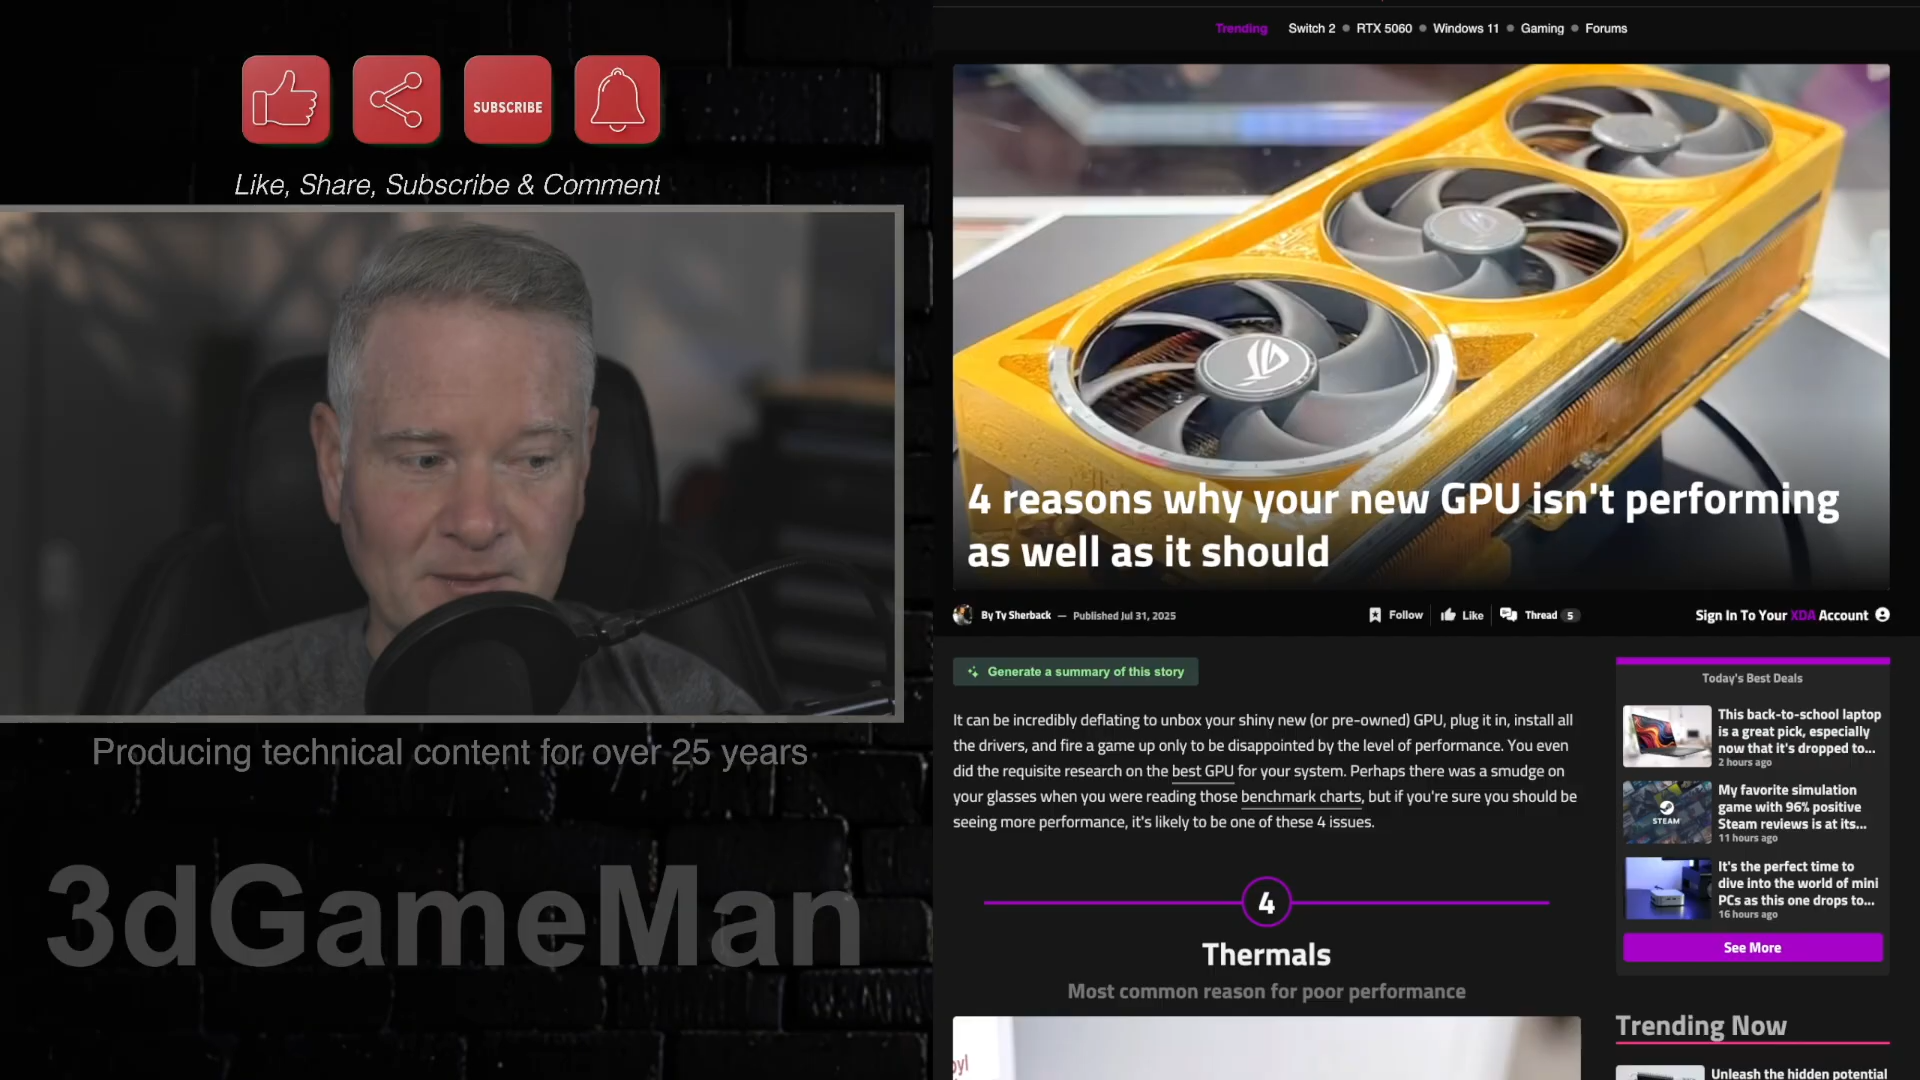 SUBSCRIBE
Like, Share, Subscribe & Comment
Producing technical content for over 25 years
3dGameMan
Trending Switch 2 RTX 5060 Windows 11 Gaming Forums
4 reasons why your new GPU isn't performing
as well as it should
By Ty Sherback — Published Jul 31, 2025 Follow Like Thread 5 Sign In To Your XDA Account
Generate a summary of this story
It can be incredibly deflating to unbox your shiny new (or pre-owned) GPU, plug it in, install all
the drivers, and fire a game up only to be disappointed by the level of performance. You even
did the requisite research on the best GPU for your system. Perhaps there was a smudge on
your glasses when you were reading those benchmark charts, but if you're sure you should be
seeing more performance, it's likely to be one of these 4 issues.
4
Thermals
Most common reason for poor performance
Today's Best Deals
This back-to-school laptop
is a great pick, especially
now that it's dropped to...
2 hours ago
STEAM
My favorite simulation
game with 96% positive
Steam reviews is at its...
11 hours ago
It's the perfect time to
dive into the world of mini
PCs as this one drops to...
16 hours ago
See More
Trending Now
Unleash the hidden potential